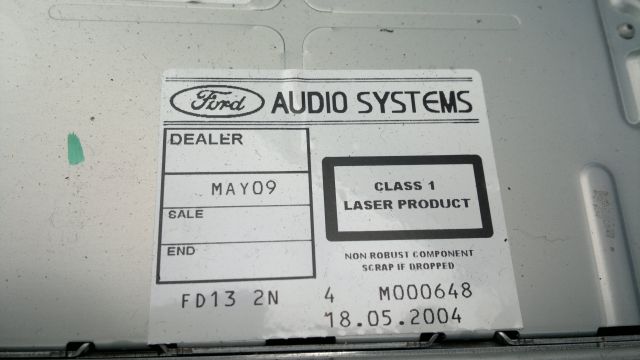 Ford AUDIO SYSTEMS
DEALER
MAY09
SALE
END
CLASS 1
LASER PRODUCT
NON ROBUST COMPONENT
SCRAP IF DROPPED
FD13 2N 4 M000648
18.05.2004